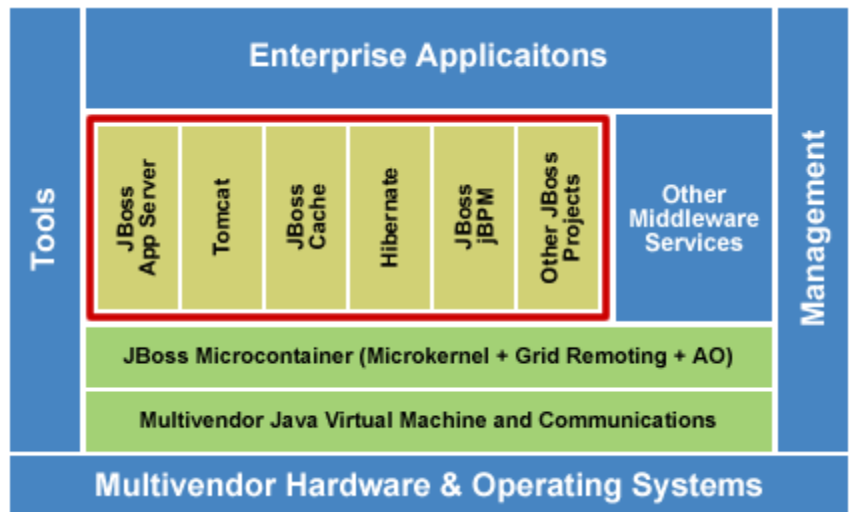 Enterprise Applicaitons
Tools
JBoss
App Server
Tomcat
JBoss
Cache
Hibernate
JBoss
jBPM
Other JBoss
Projects
Other
Middleware
Services
Management
JBoss Microcontainer (Microkernel + Grid Remoting + AO)
Multivendor Java Virtual Machine and Communications
Multivendor Hardware & Operating Systems